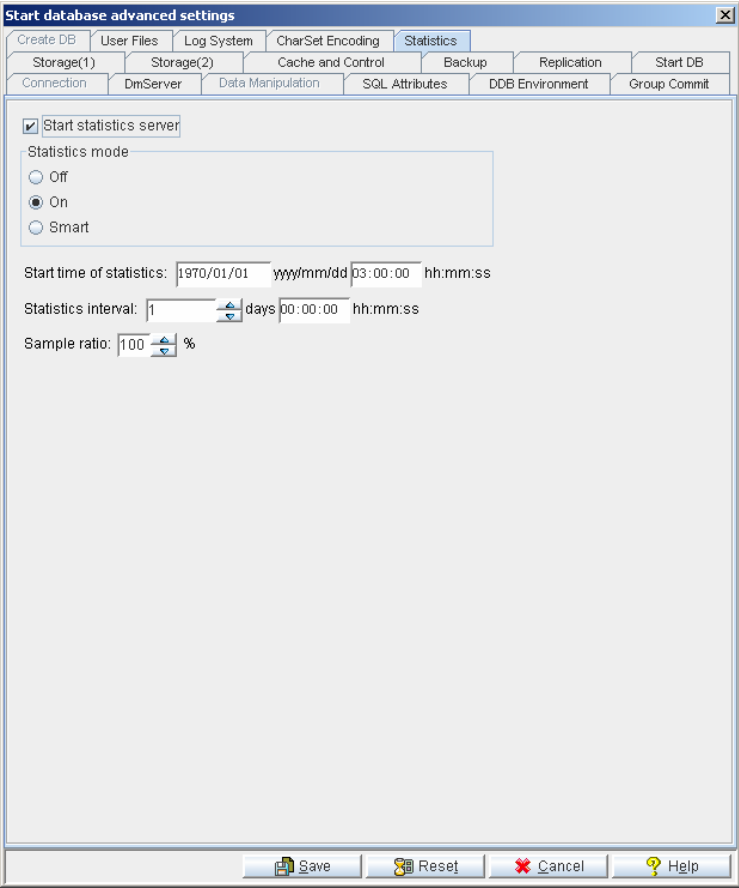 Start database advanced settings
Create DB User Files Log System CharSet Encoding Statistics
Storage(1) Storage(2) Cache and Control Backup Replication Start DB
Connection DmServer Data Manipulation SQL Attributes DDB Environment Group Commit
Start statistics server
Statistics mode
Off
On
Smart
Start time of statistics: 1970/01/01 yyyy/mm/dd 03:00:00 hh:mm:ss
Statistics interval: 1 days 00:00:00 hh:mm:ss
Sample ratio: 100 %
Save Reset Cancel Help